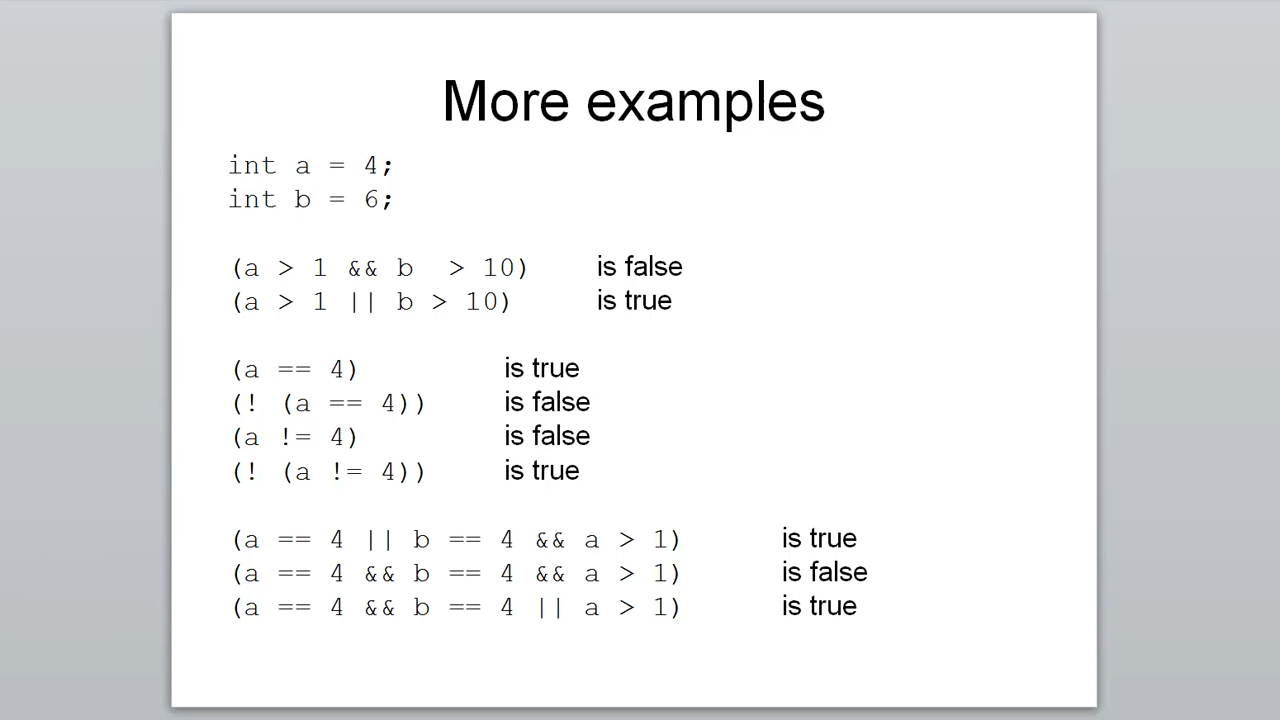 More examples
int a = 4;
int b = 6;
(a > 1 && b  > 10) is false
(a > 1 || b > 10) is true
(a == 4) is true
(! (a == 4)) is false
(a != 4) is false
(! (a != 4)) is true
(a == 4 || b == 4 && a > 1) is true
(a == 4 && b == 4 && a > 1) is false
(a == 4 && b == 4 || a > 1) is true